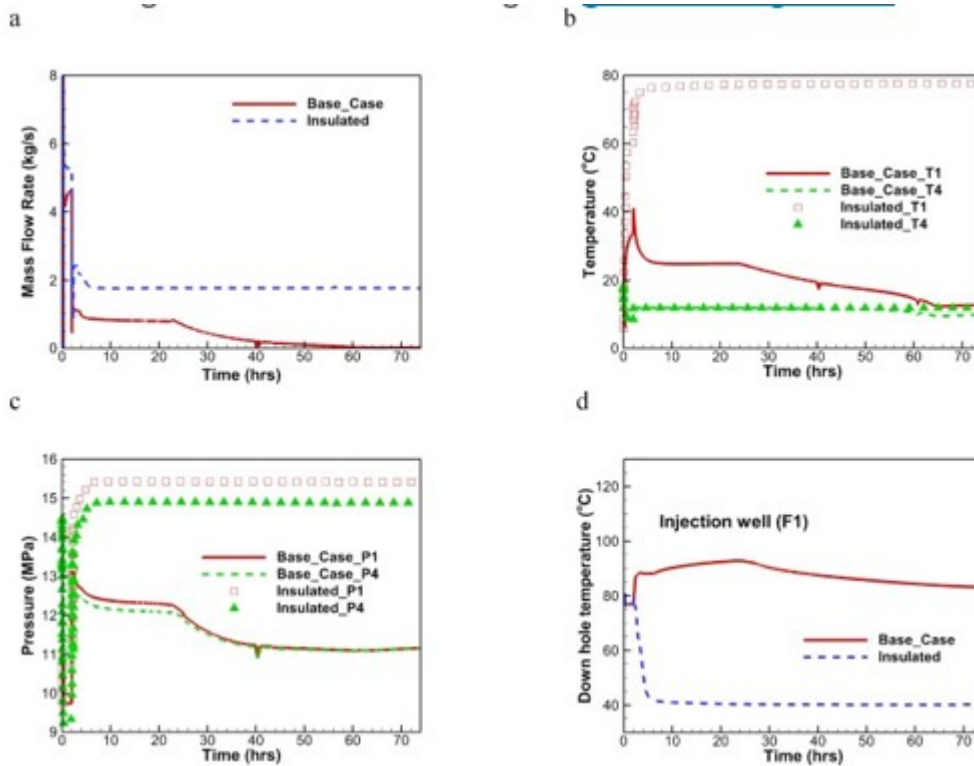 a
8
6
4
2
0
Mass Flow Rate (kg/s)
Base_Case
Insulated
0 10 20 30 40 50 60 70
Time (hrs)
b
80
60
40
20
0
Temperature (°C)
Base_Case_T1
Base_Case_T4
Insulated_T1
Insulated_T4
0 10 20 30 40 50 60 70
Time (hrs)
c
16
15
14
13
12
11
10
9
Pressure (MPa)
Base_Case_P1
Base_Case_P4
Insulated_P1
Insulated_P4
0 10 20 30 40 50 60 70
Time (hrs)
d
120
100
80
60
40
Down hole temperature (°C)
Injection well (F1)
Base_Case
Insulated
0 10 20 30 40 50 60 70
Time (hrs)